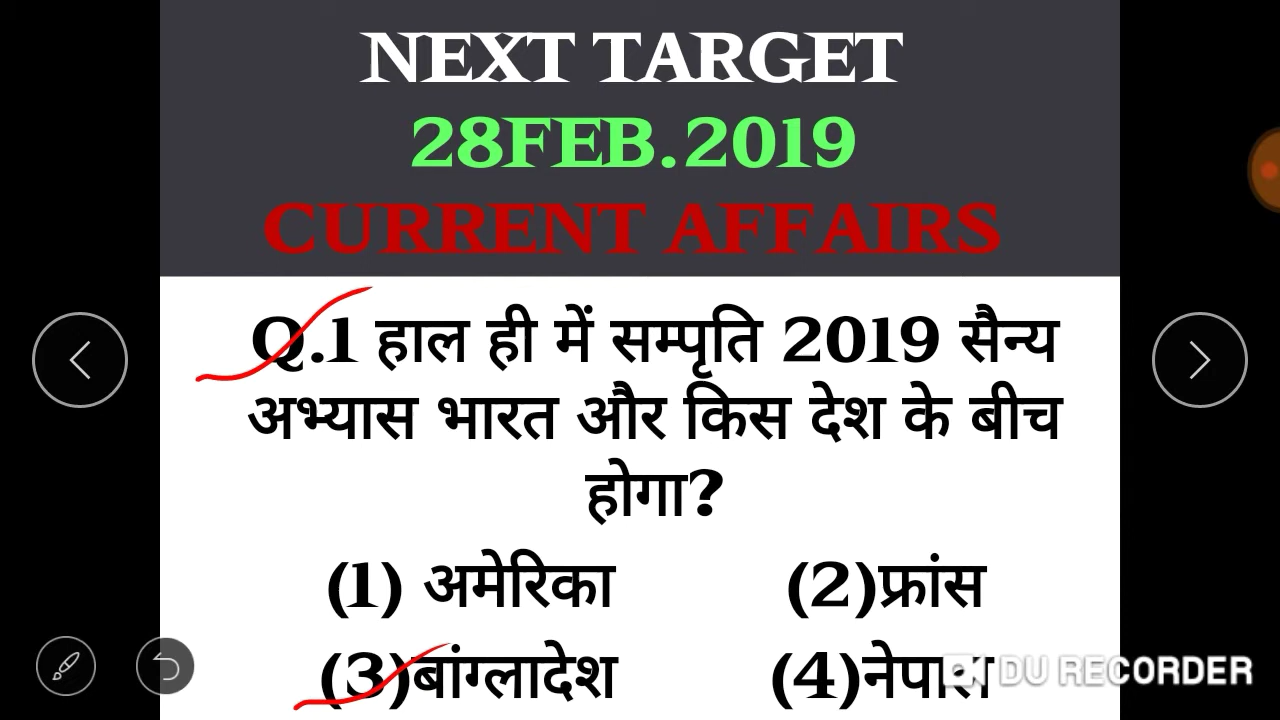 NEXT TARGET
28FEB.2019
CURRENT AFFAIRS
Q.1 हाल ही में सम्पृति 2019 सैन्य
अभ्यास भारत और किस देश के बीच
होगा?
(1) अमेरिका (2)फ्रांस
(3)बांग्लादेश (4)नेपाल
DU RECORDER